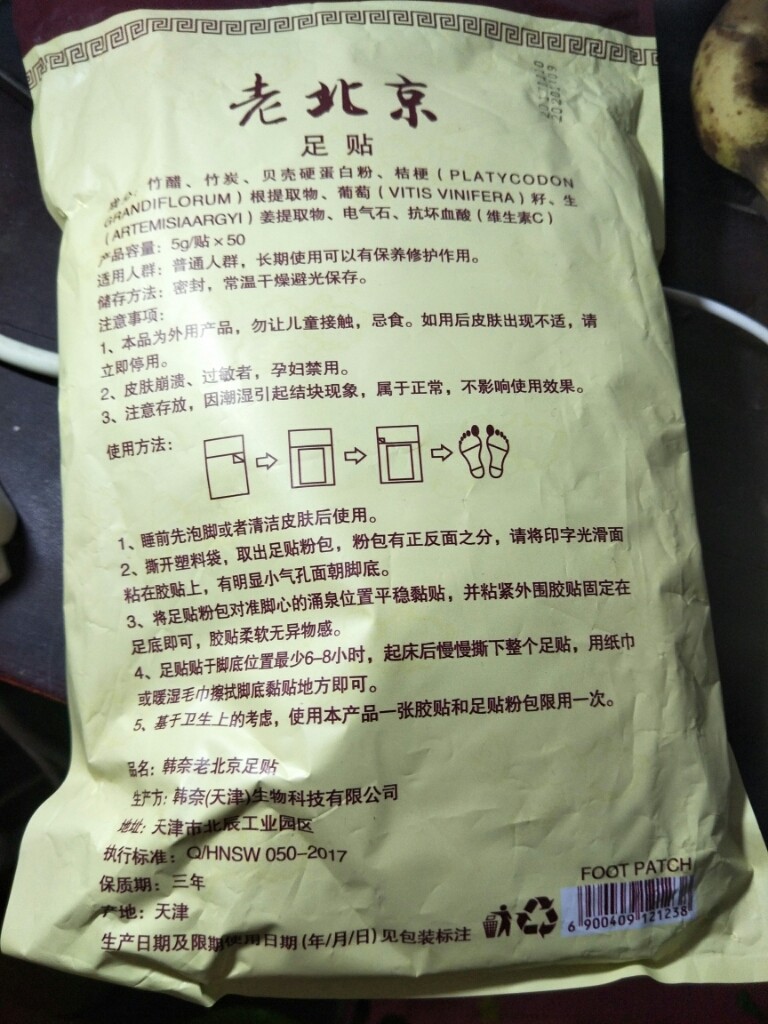 老北京
足贴
竹醋、竹炭、贝壳硬蛋白粉、桔梗(PLATYCODON
GRANDIFLORUM)根提取物、葡萄(VITIS VINIFERA)籽、生
(ARTEMISIAARGYI)姜提取物、电气石、抗坏血酸(维生素C)
产品容量：5g/贴×50
适用人群：普通人群，长期使用可以有保养修护作用。
储存方法：密封，常温干燥避光保存。
注意事项：
1、本品为外用产品，勿让儿童接触，忌食。如用后皮肤出现不适，请
立即停用。
2、皮肤崩溃、过敏者，孕妇禁用。
3、注意存放，因潮湿引起结块现象，属于正常，不影响使用效果。
使用方法：
1、睡前先泡脚或者清洁皮肤后使用。
2、撕开塑料袋，取出足贴粉包，粉包有正反面之分，请将印字光滑面
粘在胶贴上，有明显小气孔面朝脚底。
3、将足贴粉包对准脚心的涌泉位置平稳黏贴，并粘紧外围胶贴固定在
足底即可，胶贴柔软无异物感。
4、足贴贴于脚底位置最少6-8小时，起床后慢慢撕下整个足贴，用纸巾
或暖湿毛巾擦拭脚底黏贴地方即可。
5、基于卫生上的考虑，使用本产品一张胶贴和足贴粉包限用一次。
品名：韩奈老北京足贴
生产方：韩奈(天津)生物科技有限公司
地址：天津市北辰工业园区
执行标准：Q/HNSW 050-2017
保质期：三年
产地：天津
生产日期及限期使用日期(年/月/日)见包装标注
FOOT PATCH
6 900409 121238